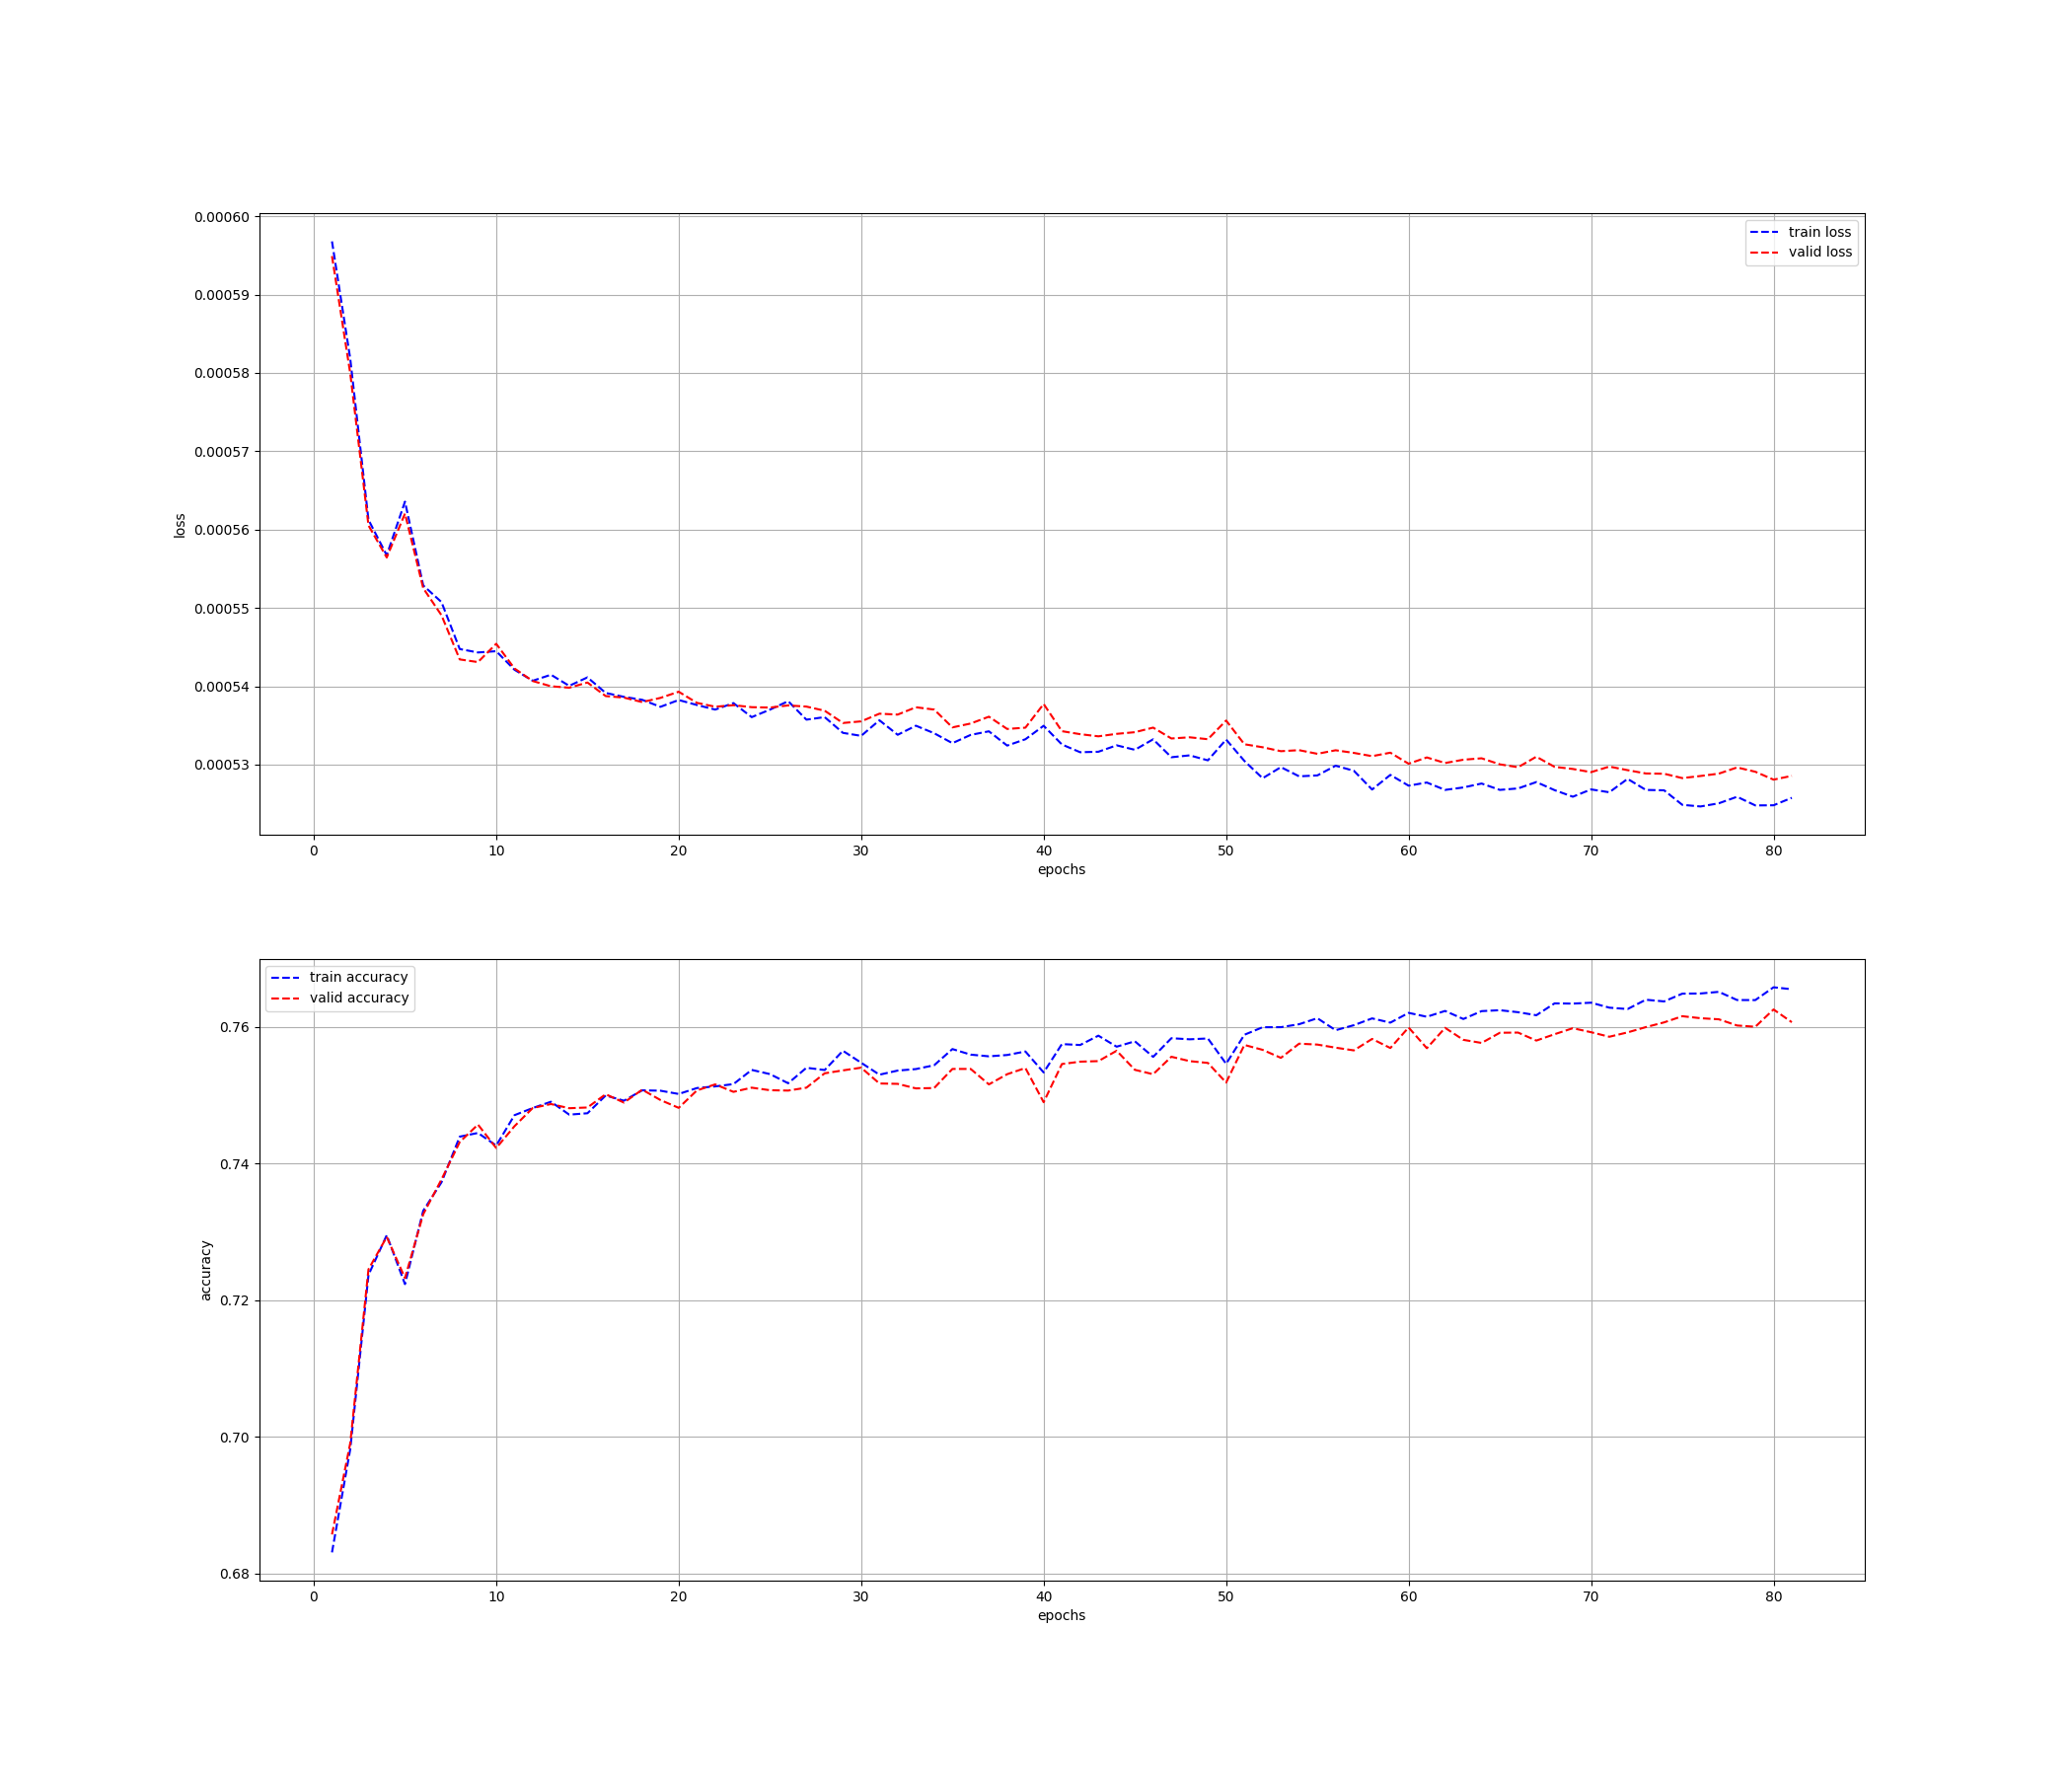 0.00060
train loss
valid loss
0.00059
0.00058
0.00057
0.00056
loss
0.00055
0.00054
0.00053
0 10 20 30 40 50 60 70 80
epochs
train accuracy
valid accuracy
0.76
0.74
accuracy
0.72
0.70
0.68
0 10 20 30 40 50 60 70 80
epochs